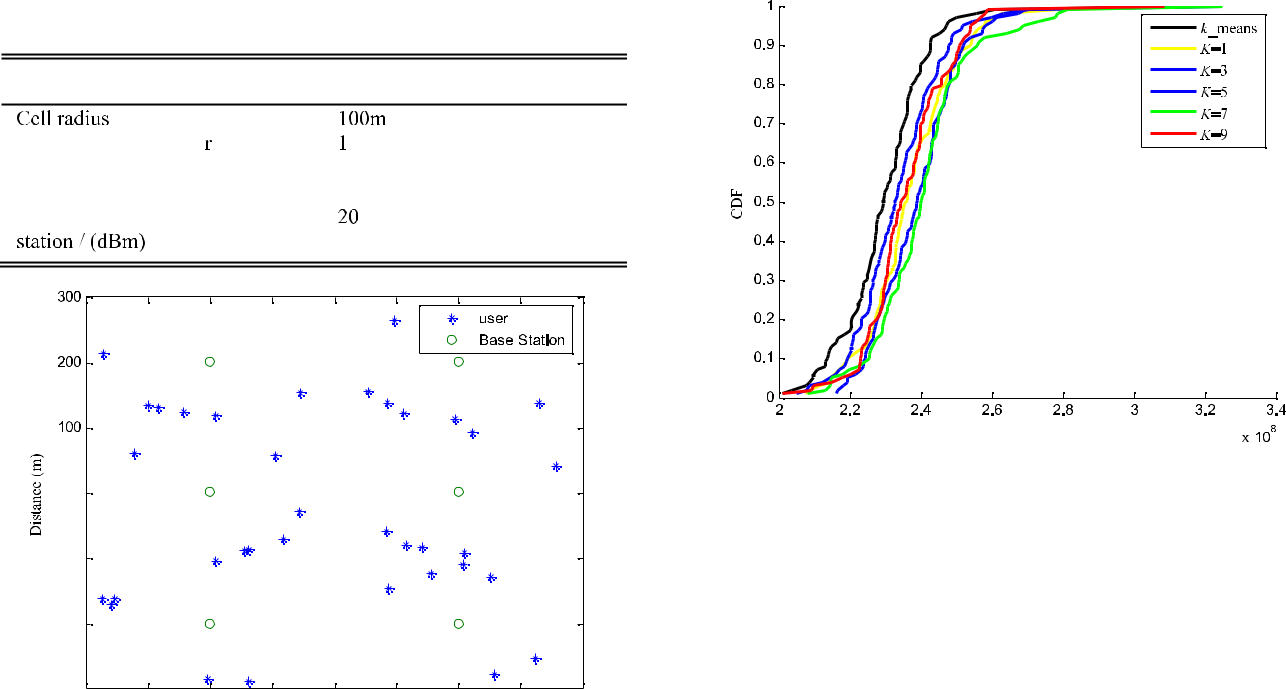 Cell radius 100m
r 1
20
station / (dBm)
300
200
100
Distance (m)
user
Base Station
1
0.9
0.8
0.7
0.6
0.5
0.4
0.3
0.2
0.1
0
CDF
2 2.2 2.4 2.6 2.8 3 3.2 3.4
x 10^8
k_means
K=1
K=3
K=5
K=7
K=9